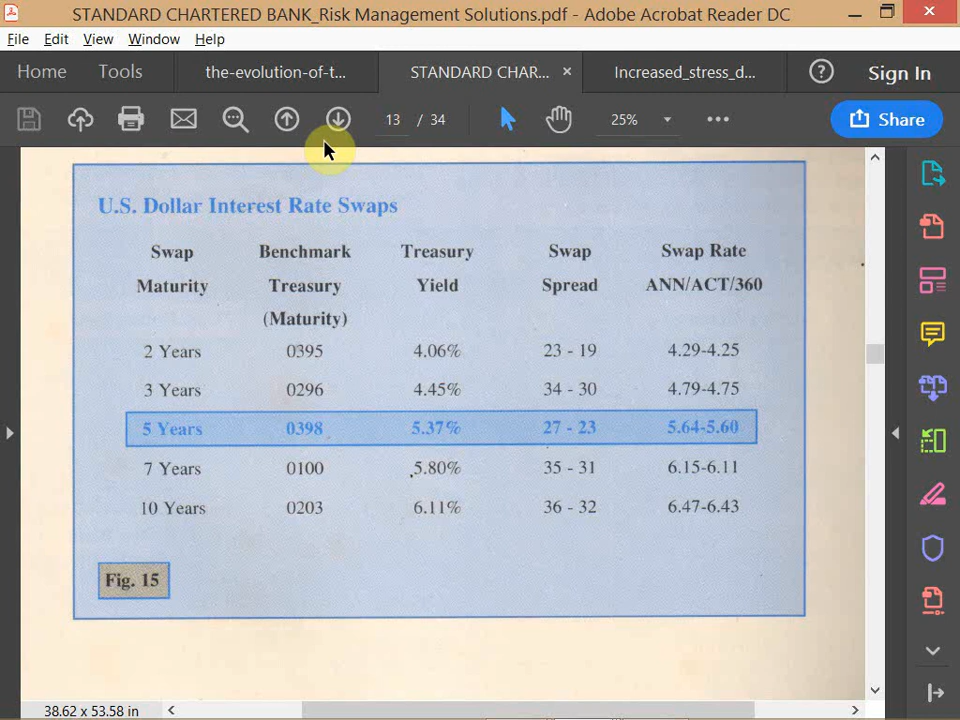 STANDARD CHARTERED BANK_Risk Management Solutions.pdf - Adobe Acrobat Reader DC
File Edit View Window Help
Home Tools the-evolution-of-t... STANDARD CHAR... × Increased_stress_d... Sign In
13 / 34 25% Share
U.S. Dollar Interest Rate Swaps
Swap Benchmark Treasury Swap Swap Rate
Maturity Treasury Yield Spread ANN/ACT/360
(Maturity)
2 Years 0395 4.06% 23 - 19 4.29-4.25
3 Years 0296 4.45% 34 - 30 4.79-4.75
5 Years 0398 5.37% 27 - 23 5.64-5.60
7 Years 0100 5.80% 35 - 31 6.15-6.11
10 Years 0203 6.11% 36 - 32 6.47-6.43
Fig. 15
38.62 x 53.58 in